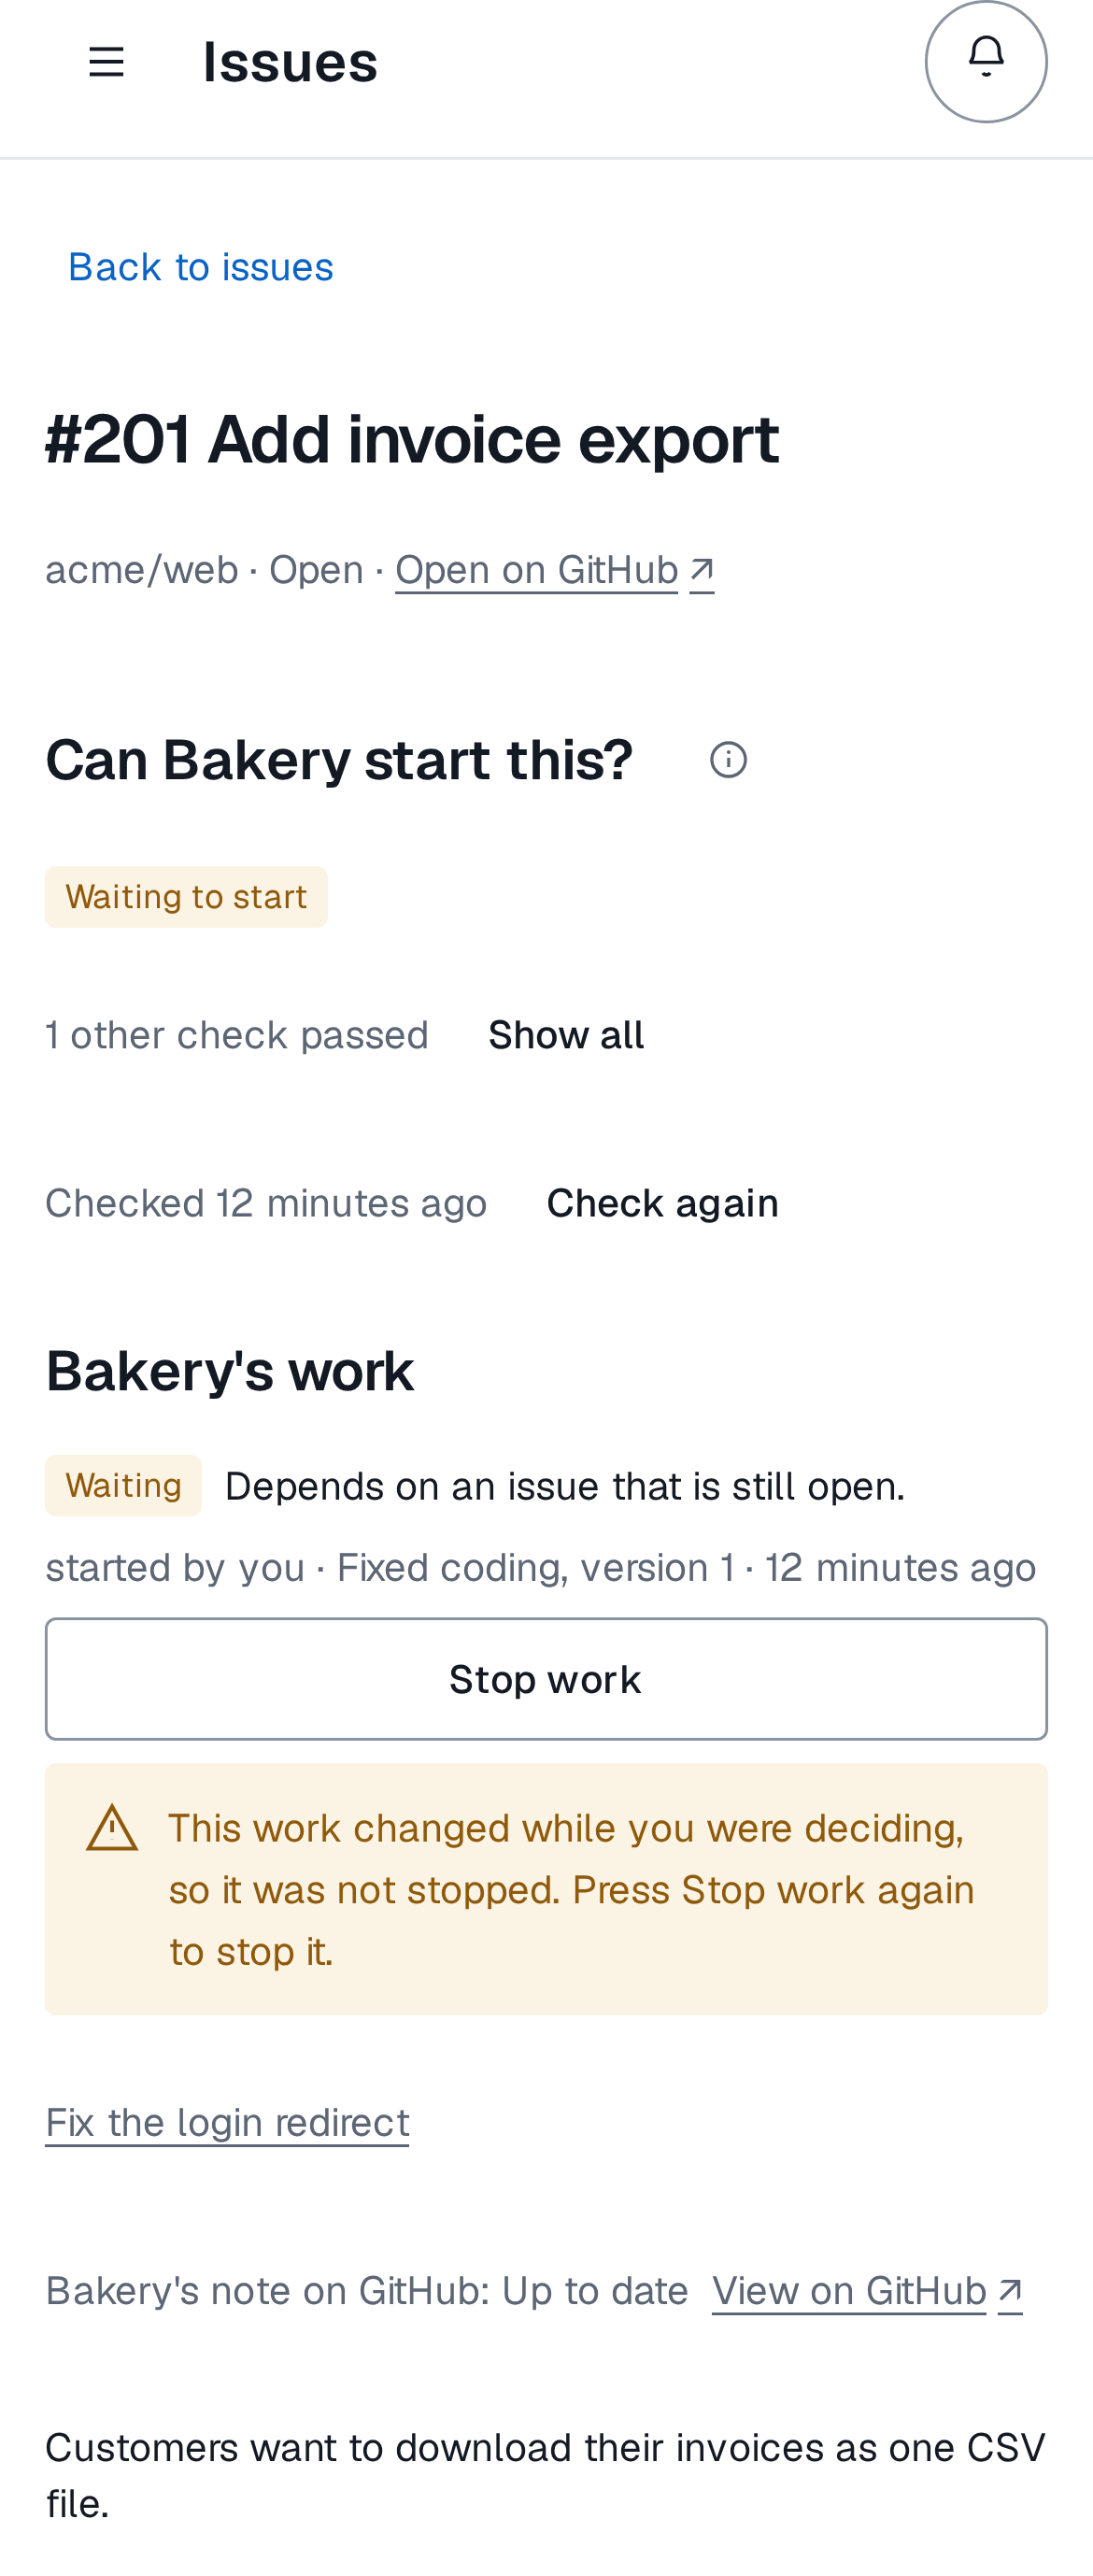 Issues
Back to issues
#201 Add invoice export
acme/web · Open · Open on GitHub ↗
Can Bakery start this?
Waiting to start
1 other check passed Show all
Checked 12 minutes ago Check again
Bakery's work
Waiting Depends on an issue that is still open.
started by you · Fixed coding, version 1 · 12 minutes ago
Stop work
This work changed while you were deciding,
so it was not stopped. Press Stop work again
to stop it.
Fix the login redirect
Bakery's note on GitHub: Up to date View on GitHub ↗
Customers want to download their invoices as one CSV
file.